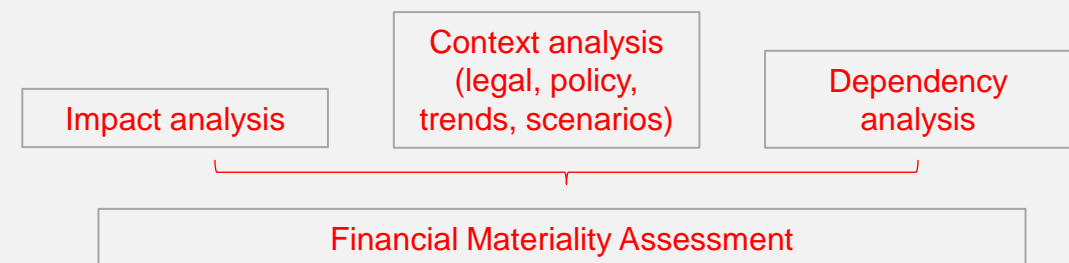 Impact analysis
Context analysis
(legal, policy,
trends, scenarios)
Dependency
analysis
Financial Materiality Assessment